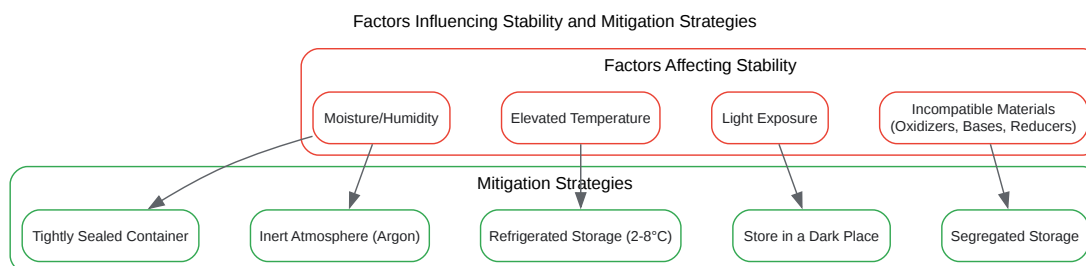 Factors Influencing Stability and Mitigation Strategies
Factors Affecting Stability
Moisture/Humidity
Elevated Temperature
Light Exposure
Incompatible Materials
(Oxidizers, Bases, Reducers)
Mitigation Strategies
Tightly Sealed Container
Inert Atmosphere (Argon)
Refrigerated Storage (2-8°C)
Store in a Dark Place
Segregated Storage